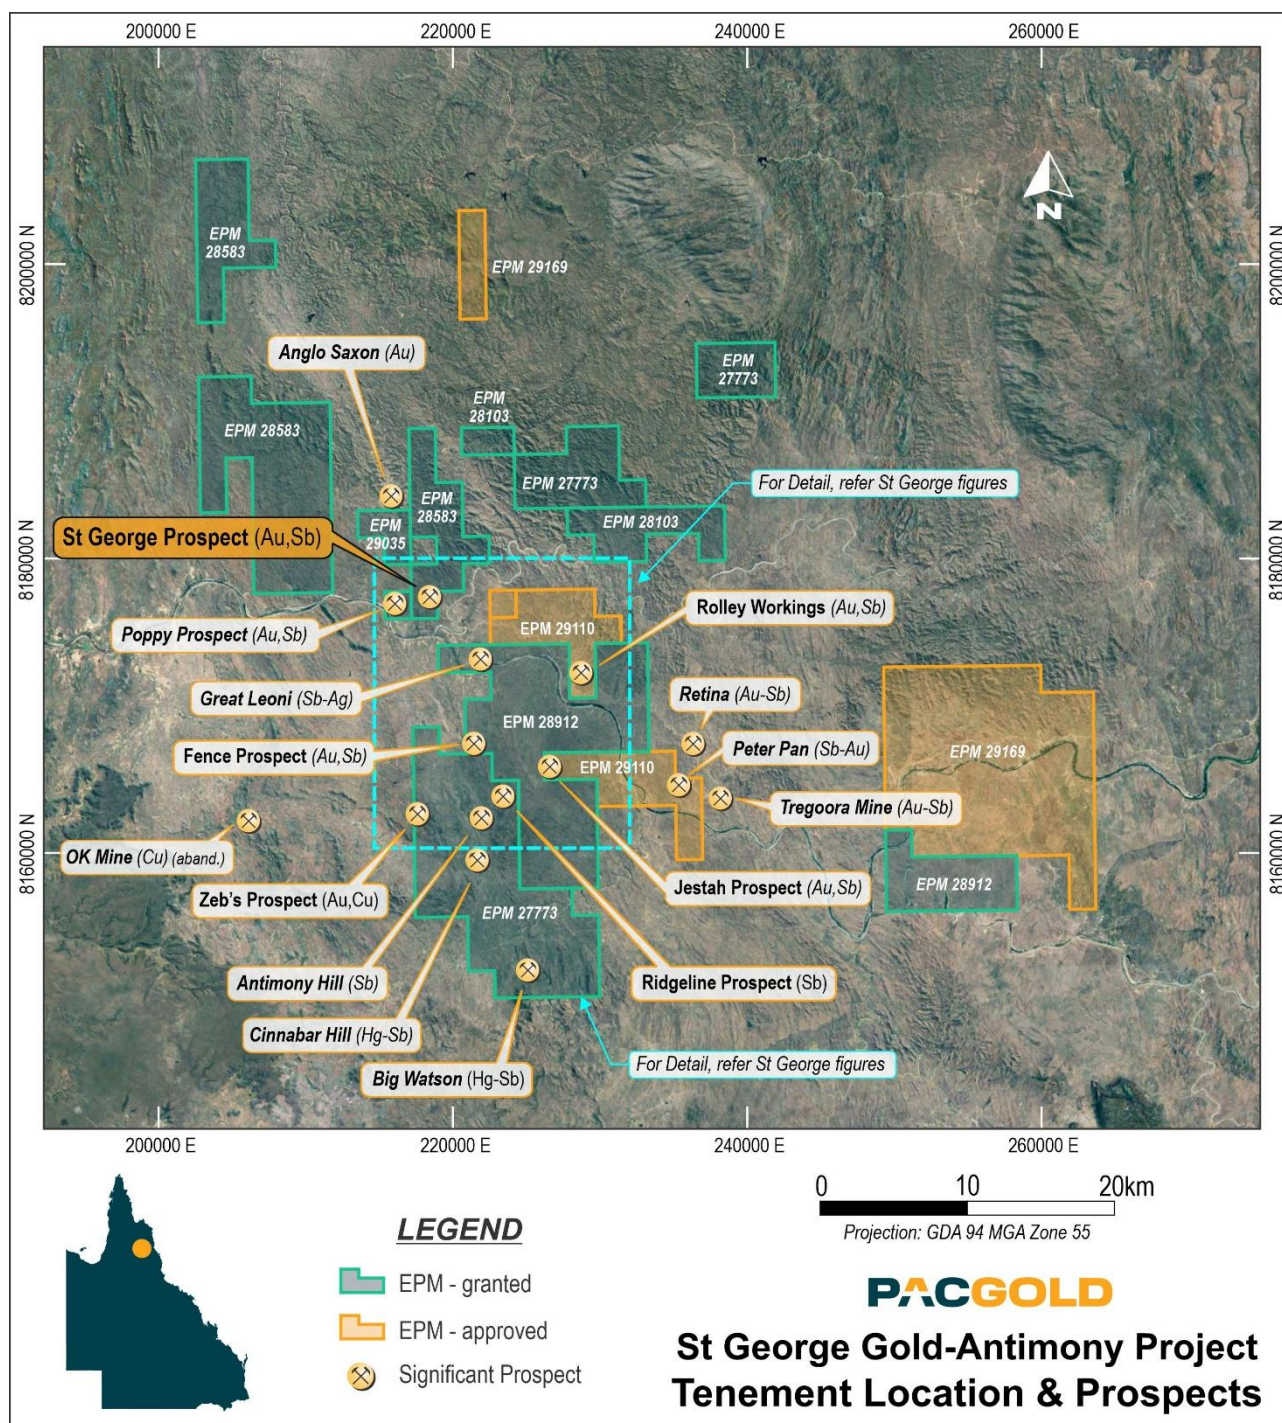 200000 E
220000 E
240000 E
260000 E
8200000 N
8200000 N
EPM
28583
EPM 29169
Anglo Saxon (Au)
EPM
27773
EPM
28103
EPM 28583
EPM 27773
For Detail, refer St George figures
EPM
28583
EPM 28103
EPM
29035
St George Prospect (Au,Sb)
8180000 N
8180000 N
Poppy Prospect (Au,Sb)
EPM 29110
Rolley Workings (Au,Sb)
Great Leoni (Sb-Ag)
Retina (Au-Sb)
EPM 28912
Fence Prospect (Au,Sb)
Peter Pan (Sb-Au)
EPM 29169
EPM 29110
Tregoora Mine (Au-Sb)
OK Mine (Cu) (aband.)
8160000 N
8160000 N
Zeb's Prospect (Au,Cu)
Jestah Prospect (Au,Sb)
EPM 28912
EPM 27773
Antimony Hill (Sb)
Ridgeline Prospect (Sb)
Cinnabar Hill (Hg-Sb)
Big Watson (Hg-Sb)
For Detail, refer St George figures
N
200000 E
220000 E
240000 E
260000 E
0 10 20km
Projection: GDA 94 MGA Zone 55
LEGEND
EPM - granted
EPM - approved
Significant Prospect
PACGOLD
St George Gold-Antimony Project
Tenement Location & Prospects